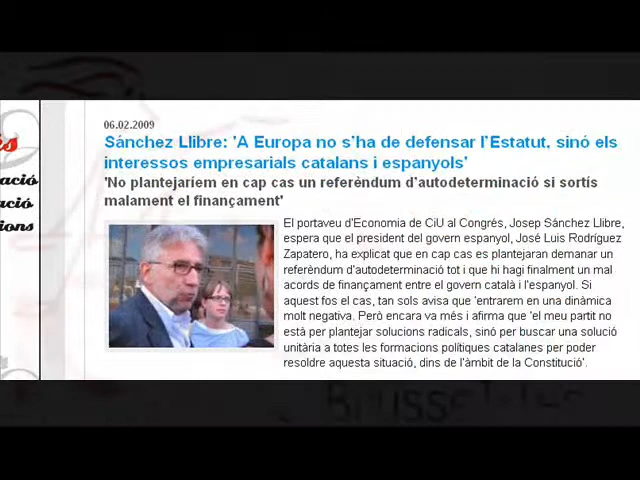 06.02.2009
Sánchez Llibre: 'A Europa no s'ha de defensar l'Estatut, sinó els
interessos empresarials catalans i espanyols'
'No plantejaríem en cap cas un referèndum d'autodeterminació si sortís
malament el finançament'
El portaveu d'Economia de CiU al Congrés, Josep Sánchez Llibre,
espera que el president del govern espanyol, José Luis Rodríguez
Zapatero, ha explicat que en cap cas es plantejaran demanar un
referèndum d'autodeterminació tot i que hi hagi finalment un mal
acords de finançament entre el govern català i l'espanyol. Si
aquest fos el cas, tan sols avisa que 'entrarem en una dinàmica
molt negativa. Però encara va més i afirma que 'el meu partit no
està per plantejar solucions radicals, sinó per buscar una solució
unitària a totes les formacions polítiques catalanes per poder
resoldre aquesta situació, dins de l'àmbit de la Constitució'.
ació
ació
ions